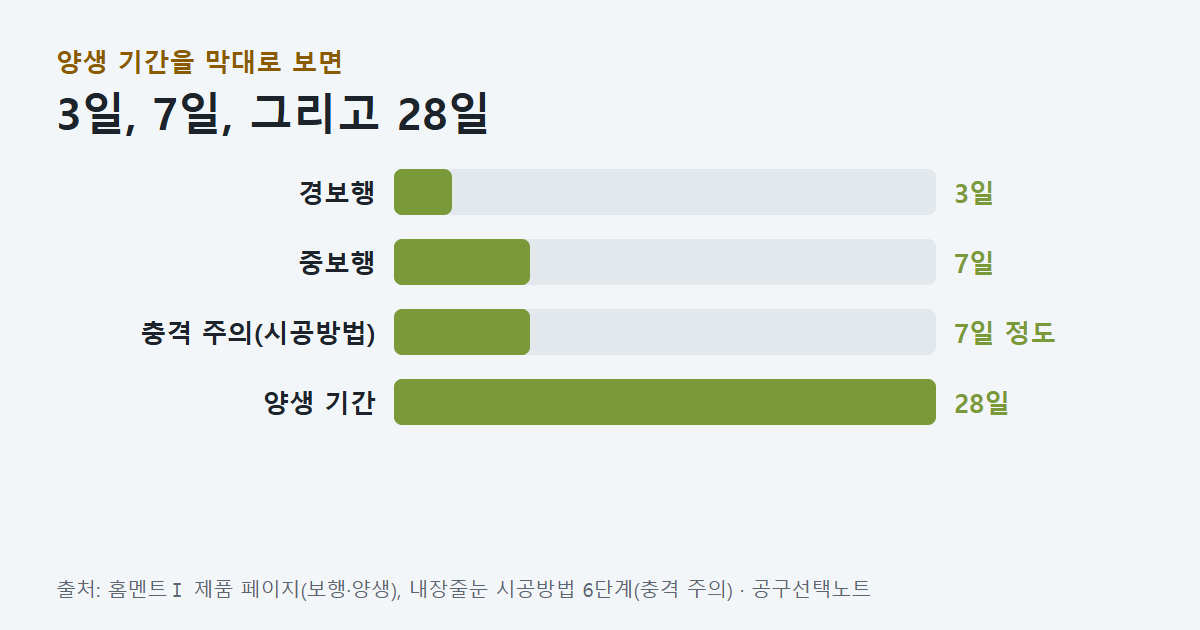 양생 기간을 막대로 보면
3일, 7일, 그리고 28일
경보행 3일
중보행 7일
충격 주의(시공방법) 7일 정도
양생 기간 28일
출처: 홈멘트 I 제품 페이지(보행·양생), 내장줄눈 시공방법 6단계(충격 주의) · 공구선택노트